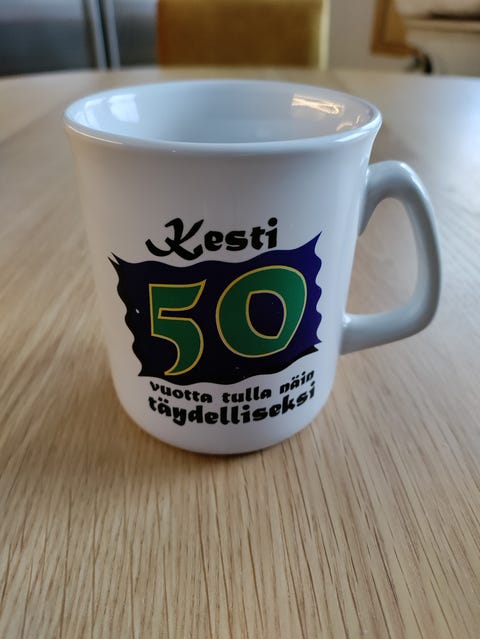 Kesti
50
vuotta tulla näin
täydelliseksi